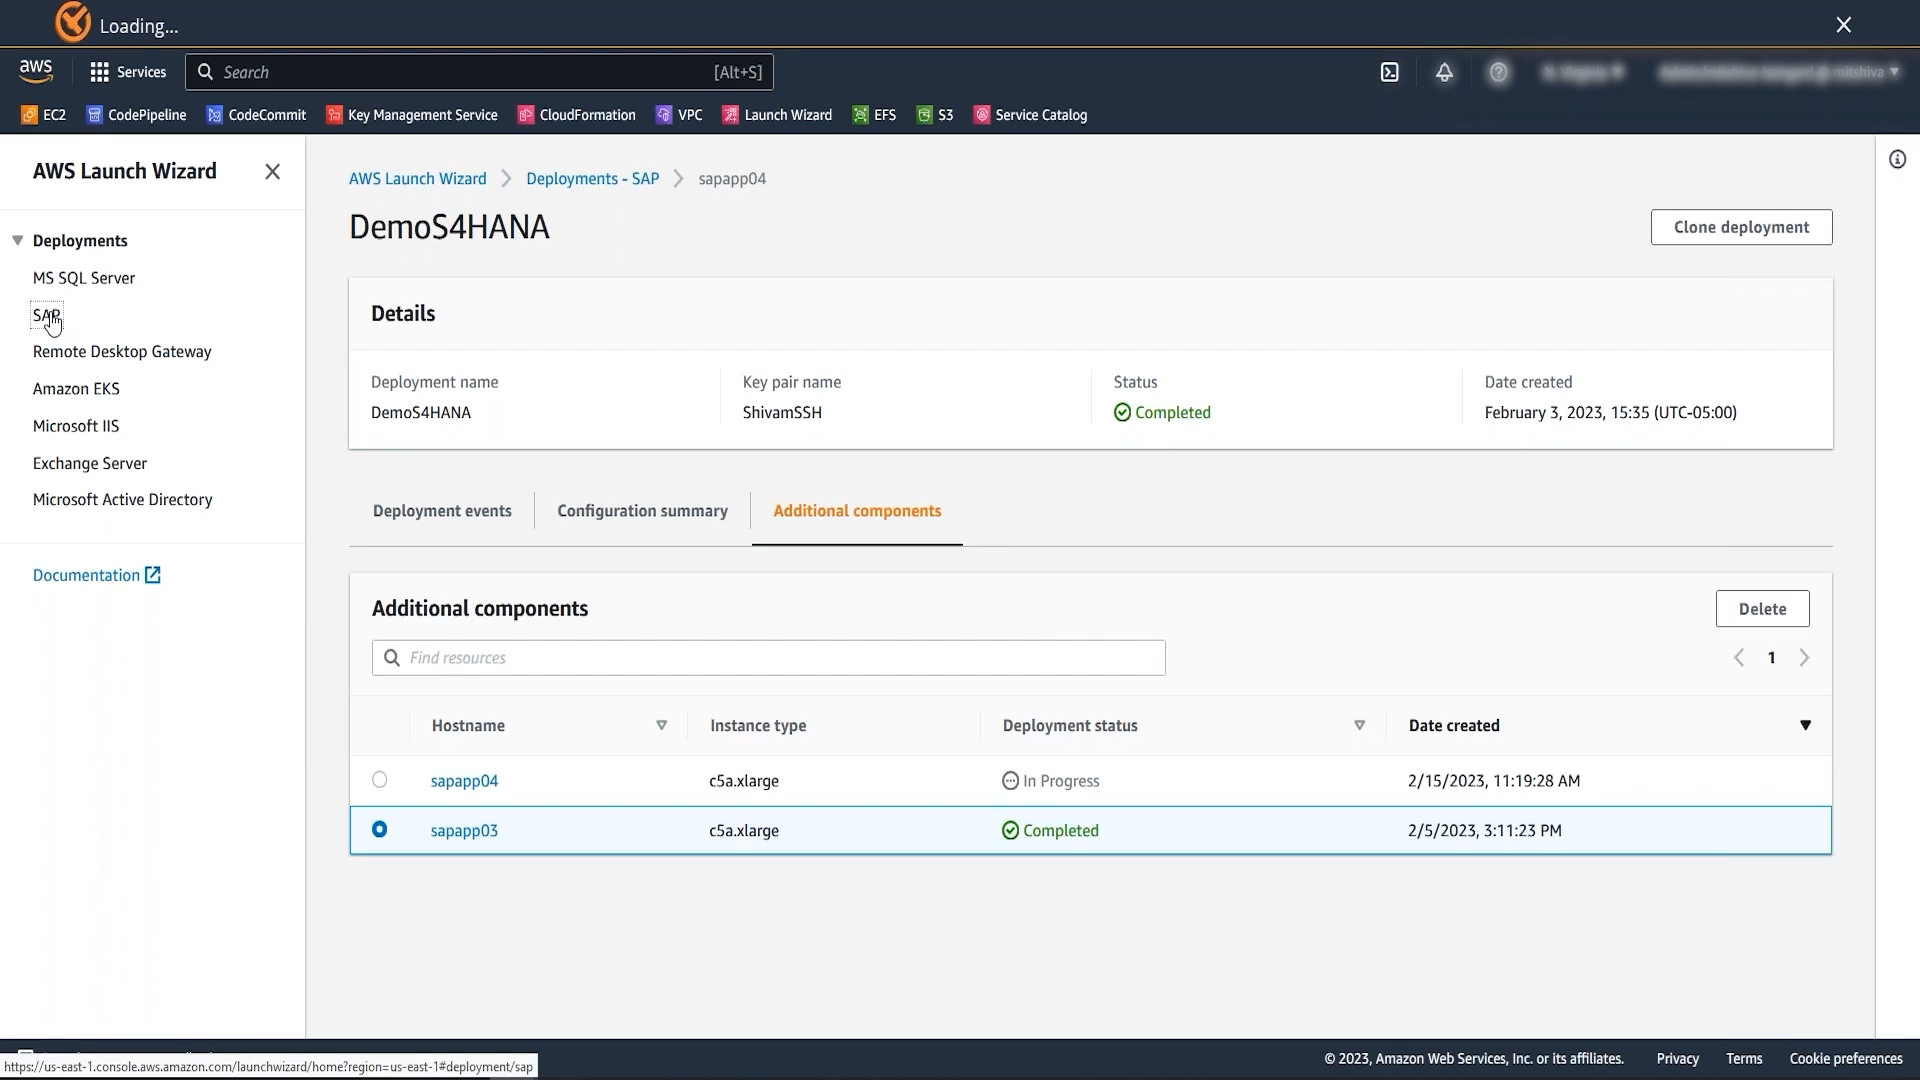 Loading...
aws
Services
Search
[Alt+S]
EC2
CodePipeline
CodeCommit
Key Management Service
CloudFormation
VPC
Launch Wizard
EFS
S3
Service Catalog
AWS Launch Wizard
Deployments
MS SQL Server
SAP
Remote Desktop Gateway
Amazon EKS
Microsoft IIS
Exchange Server
Microsoft Active Directory
Documentation
AWS Launch Wizard
Deployments - SAP
sapapp04
DemoS4HANA
Clone deployment
Details
Deployment name
DemoS4HANA
Key pair name
ShivamSSH
Status
Completed
Date created
February 3, 2023, 15:35 (UTC-05:00)
Deployment events
Configuration summary
Additional components
Additional components
Delete
Find resources
1
Hostname
Instance type
Deployment status
Date created
sapapp04
c5a.xlarge
In Progress
2/15/2023, 11:19:28 AM
sapapp03
c5a.xlarge
Completed
2/5/2023, 3:11:23 PM
© 2023, Amazon Web Services, Inc. or its affiliates.
Privacy
Terms
Cookie preferences
https://us-east-1.console.aws.amazon.com/launchwizard/home?region=us-east-1#deployment/sap